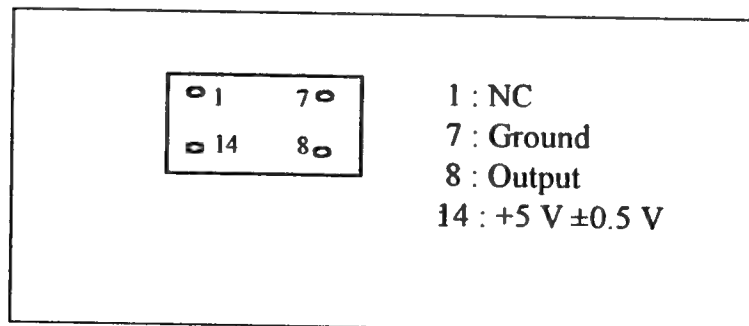 1 7
14 8
1 : NC
7 : Ground
8 : Output
14 : +5 V ±0.5 V